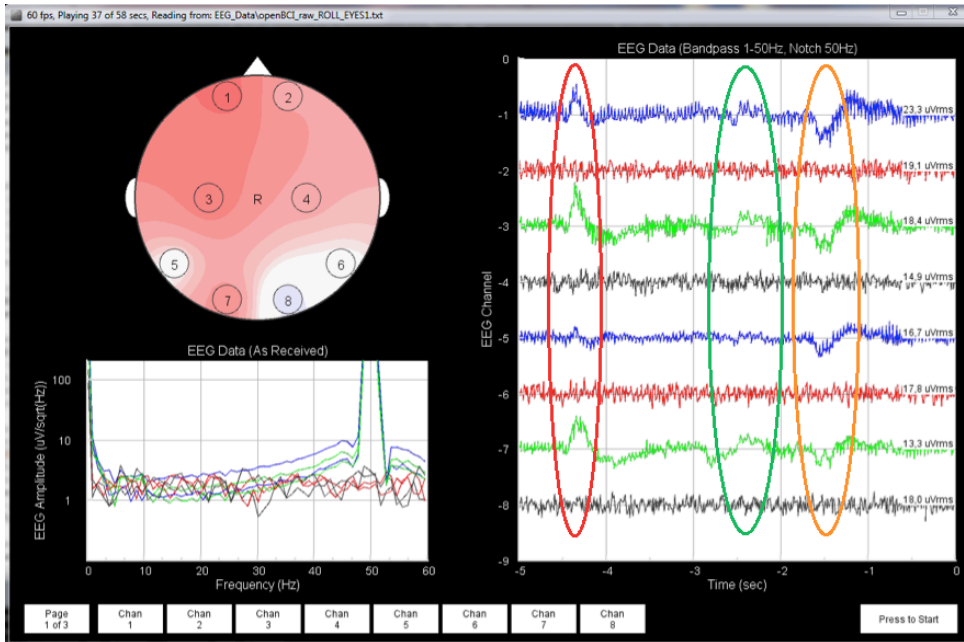 60 fps, Playing 37 of 58 secs, Reading from: EEG_Data\openBCI_raw_ROLL_EYES1.txt
1
2
3
R
4
5
6
7
8
EEG Data (As Received)
EEG Amplitude (uV/sqrt(Hz))
100
10
1
0
10
20
30
40
50
60
Frequency (Hz)
EEG Data (Bandpass 1-50Hz, Notch 50Hz)
EEG Channel
0
-1
-2
-3
-4
-5
-6
-7
-8
-9
23,3 uVrms
19,1 uVrms
18,4 uVrms
14,9 uVrms
16,7 uVrms
17,8 uVrms
13,3 uVrms
18,0 uVrms
-5
-4
-3
-2
-1
0
Time (sec)
Page
1 of 3
Chan
1
Chan
2
Chan
3
Chan
4
Chan
5
Chan
6
Chan
7
Chan
8
Press to Start